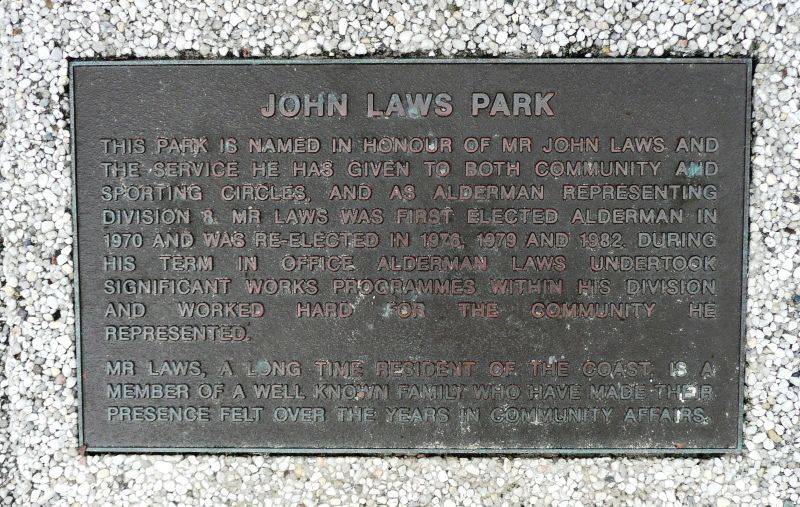 JOHN LAWS PARK
THIS PARK IS NAMED IN HONOUR OF MR JOHN LAWS AND
THE SERVICE HE HAS GIVEN TO BOTH COMMUNITY AND
SPORTING CIRCLES, AND AS ALDERMAN REPRESENTING
DIVISION 8. MR LAWS WAS FIRST ELECTED ALDERMAN IN
1970 AND WAS RE-ELECTED IN 1976, 1979 AND 1982. DURING
HIS TERM IN OFFICE ALDERMAN LAWS UNDERTOOK
SIGNIFICANT WORKS PROGRAMMES WITHIN HIS DIVISION
AND WORKED HARD FOR THE COMMUNITY HE
REPRESENTED.
MR LAWS, A LONG TIME RESIDENT OF THE COAST, IS A
MEMBER OF A WELL KNOWN FAMILY WHO HAVE MADE THEIR
PRESENCE FELT OVER THE YEARS IN COMMUNITY AFFAIRS.